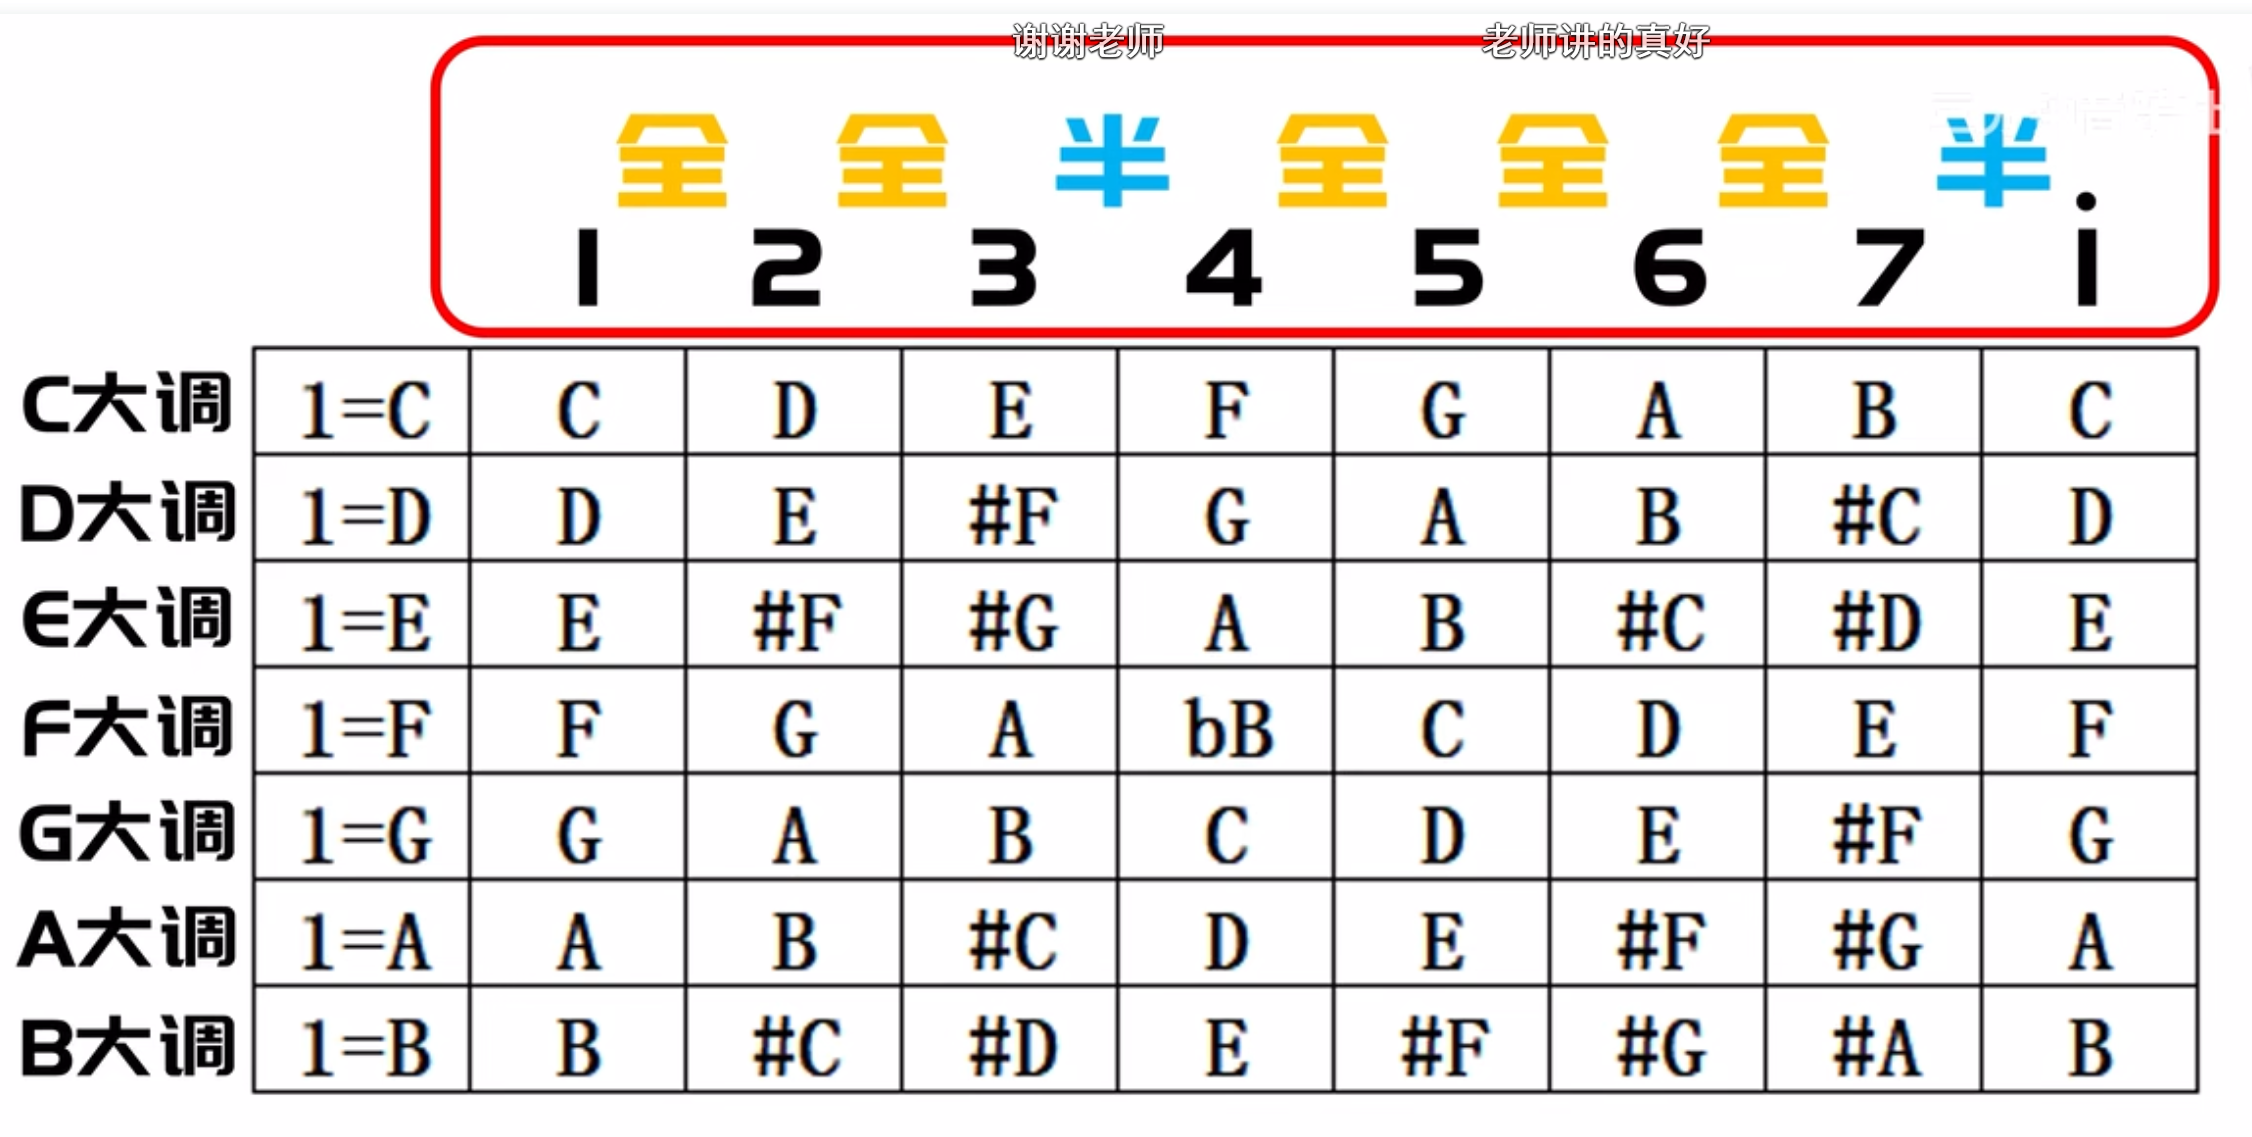 谢谢老师 老师讲的真好
全 全 半 全 全 全 半
1 2 3 4 5 6 7 i
C大调 1=C C D E F G A B C
D大调 1=D D E #F G A B #C D
E大调 1=E E #F #G A B #C #D E
F大调 1=F F G A bB C D E F
G大调 1=G G A B C D E #F G
A大调 1=A A B #C D E #F #G A
B大调 1=B B #C #D E #F #G #A B